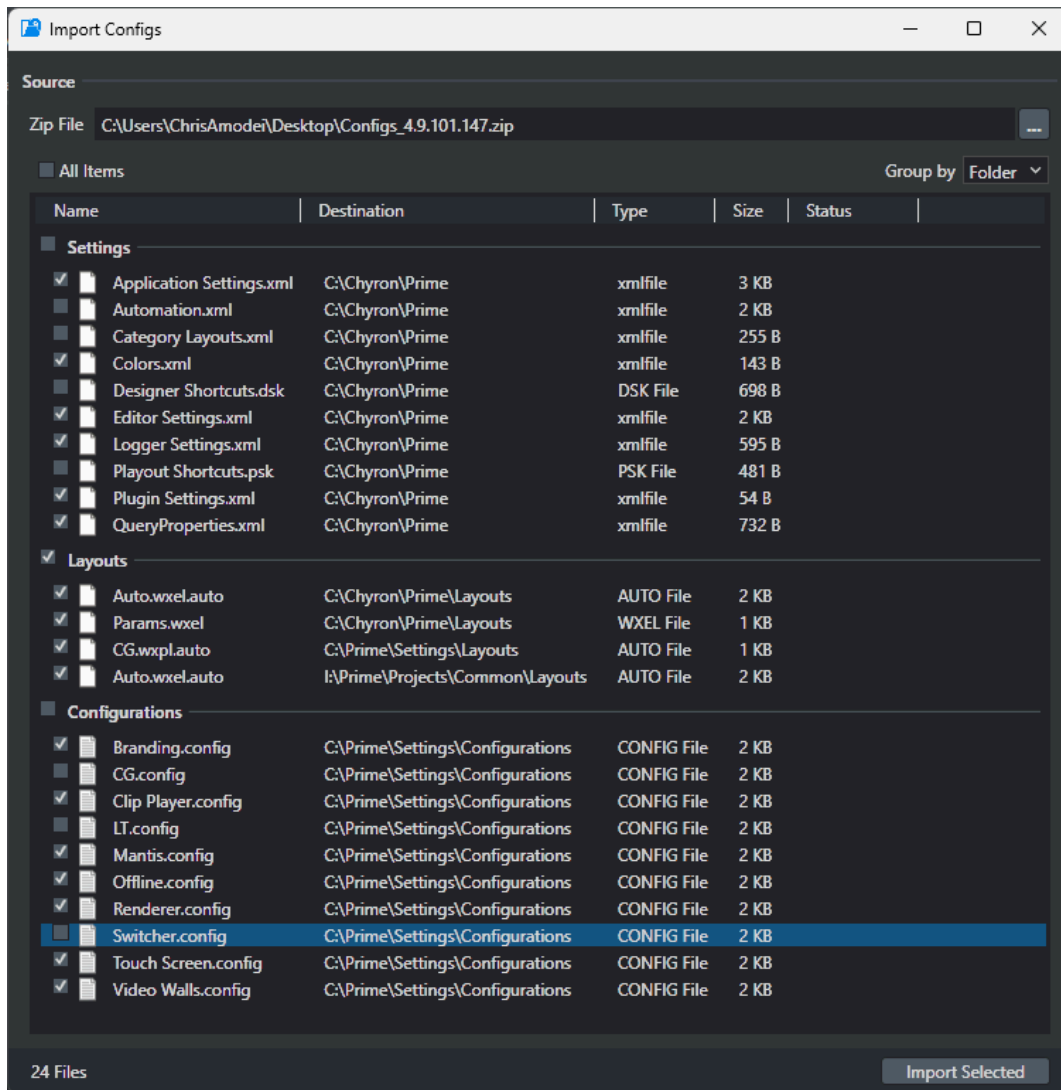 Import Configs
Source
Zip File C:\Users\ChrisAmodei\Desktop\Configs_4.9.101.147.zip ...
All Items Group by Folder
Name Destination Type Size Status
Settings
Application Settings.xml C:\Chyron\Prime xmlfile 3 KB
Automation.xml C:\Chyron\Prime xmlfile 2 KB
Category Layouts.xml C:\Chyron\Prime xmlfile 255 B
Colors.xml C:\Chyron\Prime xmlfile 143 B
Designer Shortcuts.dsk C:\Chyron\Prime DSK File 698 B
Editor Settings.xml C:\Chyron\Prime xmlfile 2 KB
Logger Settings.xml C:\Chyron\Prime xmlfile 595 B
Playout Shortcuts.psk C:\Chyron\Prime PSK File 481 B
Plugin Settings.xml C:\Chyron\Prime xmlfile 54 B
QueryProperties.xml C:\Chyron\Prime xmlfile 732 B
Layouts
Auto.wxel.auto C:\Chyron\Prime\Layouts AUTO File 2 KB
Params.wxel C:\Chyron\Prime\Layouts WXEL File 1 KB
CG.wxpl.auto C:\Prime\Settings\Layouts AUTO File 1 KB
Auto.wxel.auto I:\Prime\Projects\Common\Layouts AUTO File 2 KB
Configurations
Branding.config C:\Prime\Settings\Configurations CONFIG File 2 KB
CG.config C:\Prime\Settings\Configurations CONFIG File 2 KB
Clip Player.config C:\Prime\Settings\Configurations CONFIG File 2 KB
LT.config C:\Prime\Settings\Configurations CONFIG File 2 KB
Mantis.config C:\Prime\Settings\Configurations CONFIG File 2 KB
Offline.config C:\Prime\Settings\Configurations CONFIG File 2 KB
Renderer.config C:\Prime\Settings\Configurations CONFIG File 2 KB
Switcher.config C:\Prime\Settings\Configurations CONFIG File 2 KB
Touch Screen.config C:\Prime\Settings\Configurations CONFIG File 2 KB
Video Walls.config C:\Prime\Settings\Configurations CONFIG File 2 KB
24 Files Import Selected